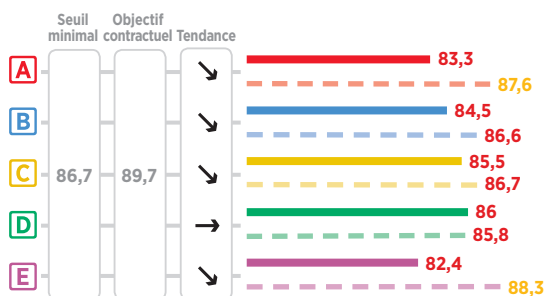 Seuil minimal
Objectif contractuel
Tendance
A
83,3
87,6
B
84,5
86,6
C
86,7
89,7
85,5
86,7
D
86
85,8
E
82,4
88,3